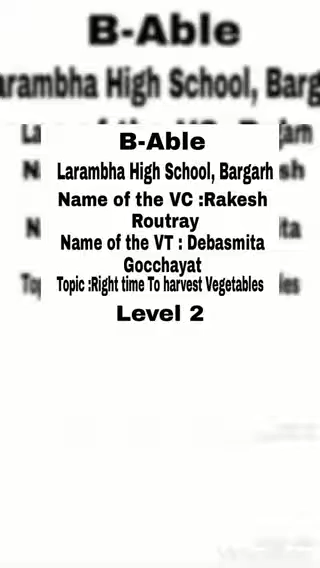 B-Able
Larambha High School, Bargarh
Name of the VC :Rakesh
Routray
Name of the VT : Debasmita
Gocchayat
Topic :Right time To harvest Vegetables
Level 2